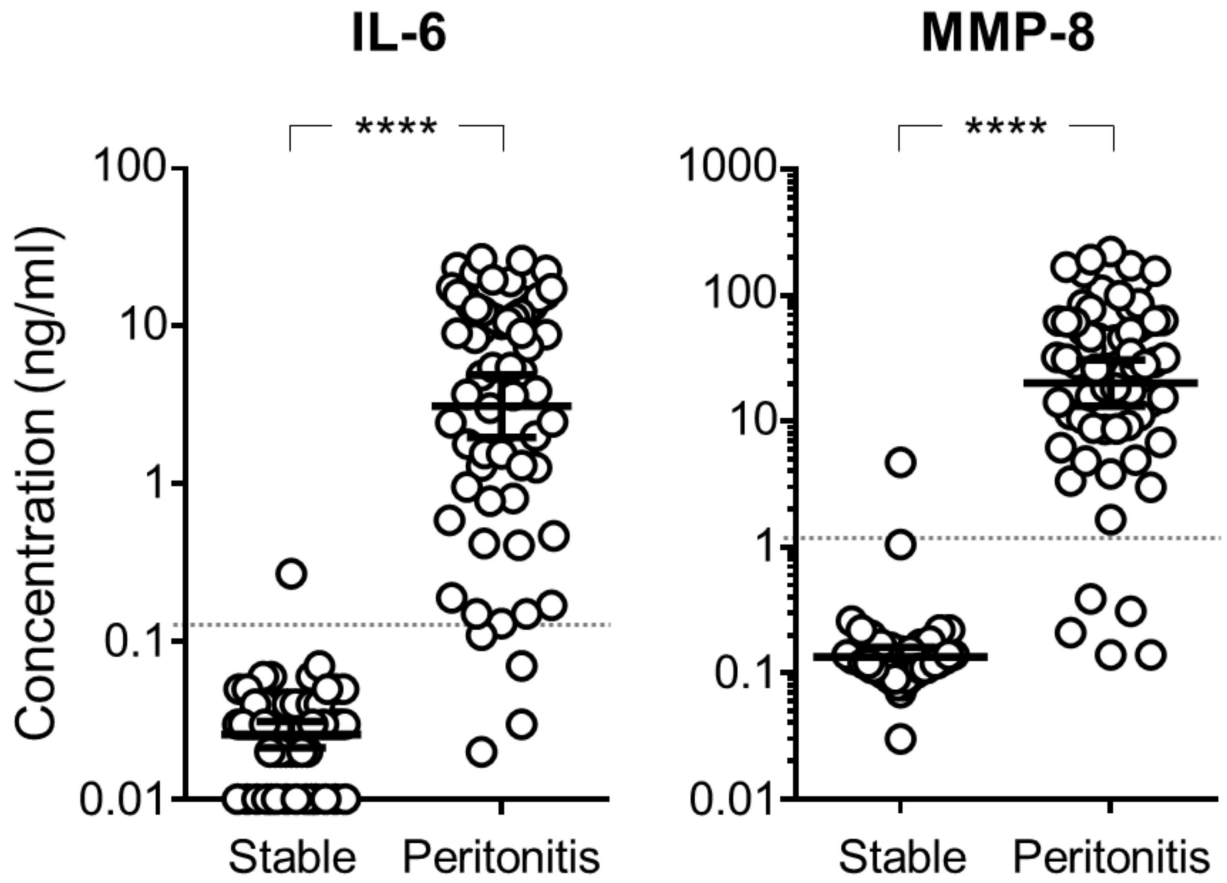 IL-6
****
Concentration (ng/ml)
100
10
1
0.1
0.01
Stable Peritonitis
MMP-8
****
1000
100
10
1
0.1
0.01
Stable Peritonitis